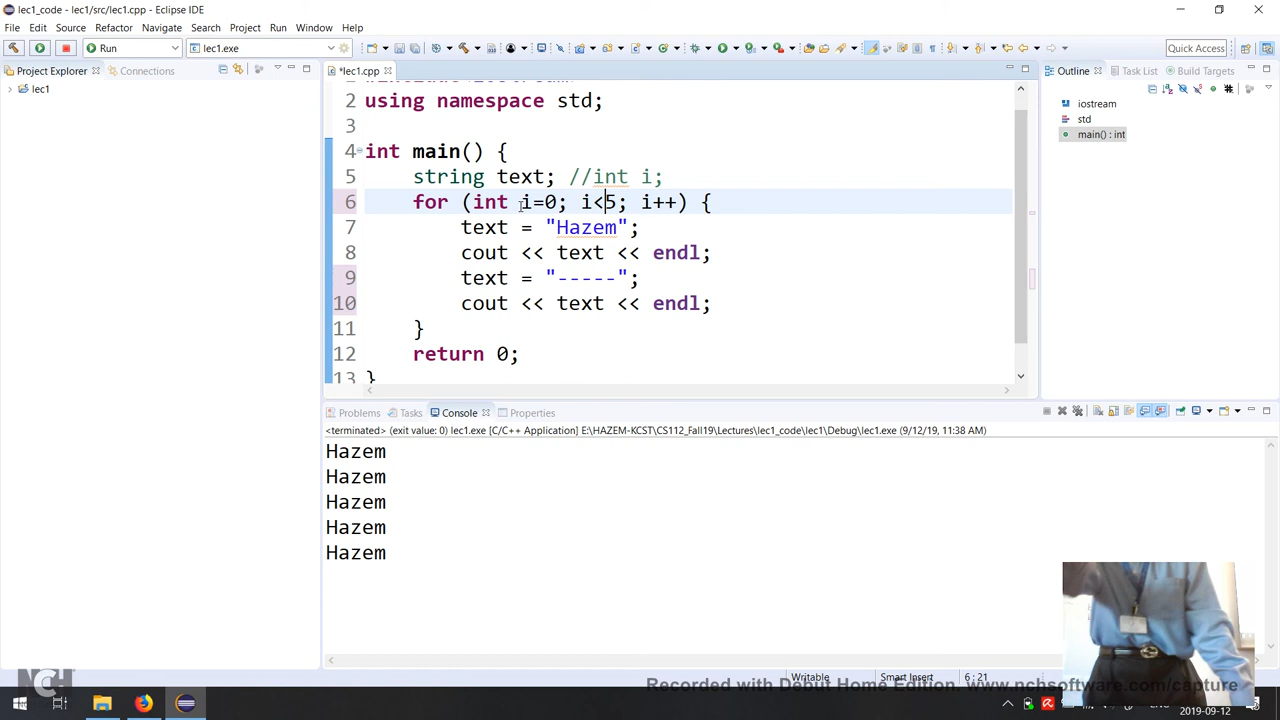 lec1_code - lec1/src/lec1.cpp - Eclipse IDE
File Edit Source Refactor Navigate Search Project Run Window Help
Run lec1.exe Quick Access
Project Explorer Connections *lec1.cpp Outline Task List Build Targets
lec1
iostream
std
main() : int
2 using namespace std;
3
4 int main() {
5 string text; //int i;
6 for (int i=0; i<5; i++) {
7 text = "Hazem";
8 cout << text << endl;
9 text = "-----";
10 cout << text << endl;
11 }
12 return 0;
13 }
Problems Tasks Console Properties
<terminated> (exit value: 0) lec1.exe [C/C++ Application] E:\HAZEM-KCST\CS112_Fall19\Lectures\lec1_code\lec1\Debug\lec1.exe (9/12/19, 11:38 AM)
Hazem
Hazem
Hazem
Hazem
Hazem
Writable Smart Insert 6 : 21
NCH
Recorded with Debut Home Edition. www.nchsoftware.com/capture
2019-09-12